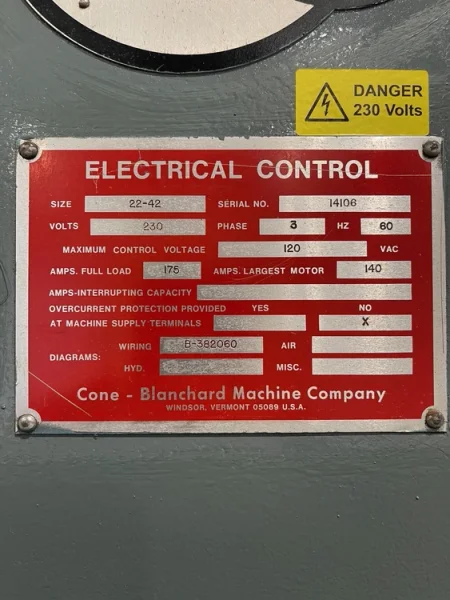 DANGER
230 Volts
ELECTRICAL CONTROL
SIZE 22-42 SERIAL NO. 14106
VOLTS 230 PHASE 3 HZ 60
MAXIMUM CONTROL VOLTAGE 120 VAC
AMPS. FULL LOAD 175 AMPS. LARGEST MOTOR 140
AMPS-INTERRUPTING CAPACITY
OVERCURRENT PROTECTION PROVIDED YES NO
AT MACHINE SUPPLY TERMINALS X
DIAGRAMS: WIRING B-382060 AIR
HYD. MISC.
Cone - Blanchard Machine Company
WINDSOR, VERMONT 05089 U.S.A.